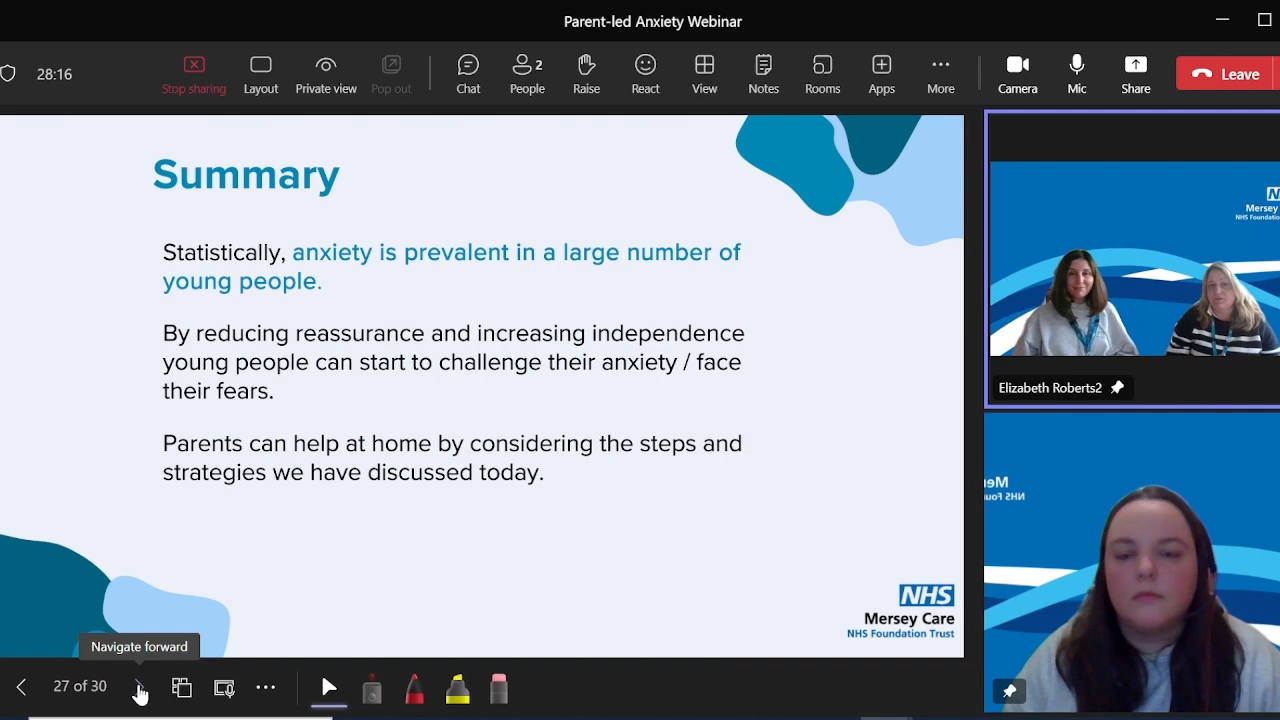 Parent-led Anxiety Webinar
28:16
Stop sharing
Layout
Private view
Pop out
Chat
2
People
Raise
React
View
Notes
Rooms
Apps
More
Camera
Mic
Share
Leave
Summary
Statistically, anxiety is prevalent in a large number of
young people.
By reducing reassurance and increasing independence
young people can start to challenge their anxiety / face
their fears.
Parents can help at home by considering the steps and
strategies we have discussed today.
NHS
Mersey Care
NHS Foundation Trust
Mersey
Elizabeth Roberts2
Navigate forward
27 of 30